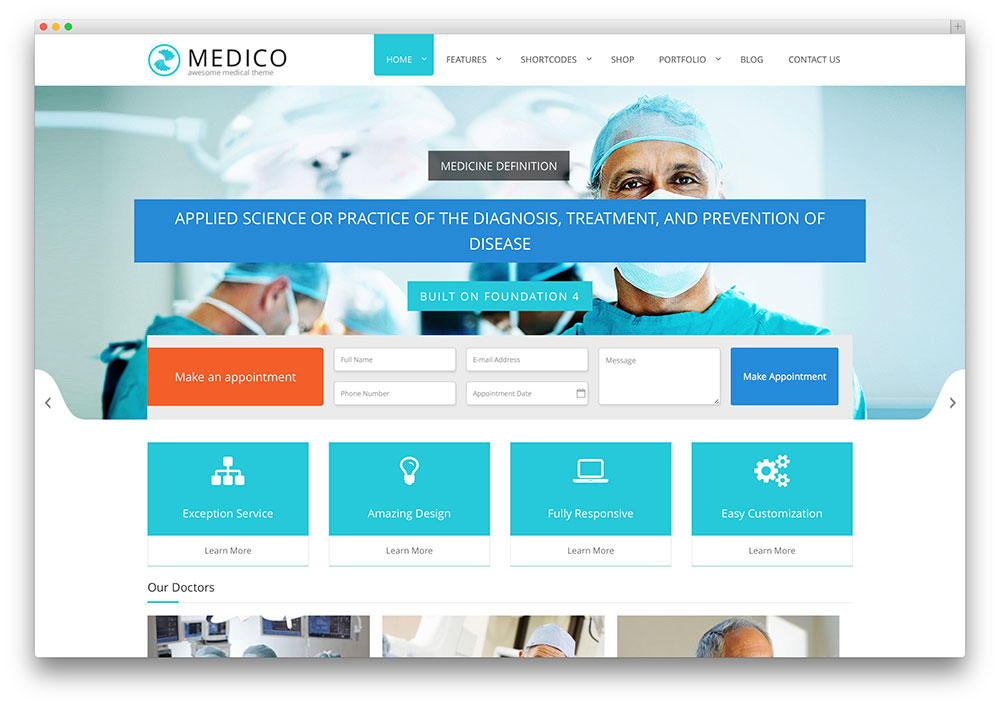 MEDICO
awesome medical theme
HOME
FEATURES
SHORTCODES
SHOP
PORTFOLIO
BLOG
CONTACT US
MEDICINE DEFINITION
APPLIED SCIENCE OR PRACTICE OF THE DIAGNOSIS, TREATMENT, AND PREVENTION OF
DISEASE
BUILT ON FOUNDATION 4
Make an appointment
Full Name
E-mail Address
Message
Phone Number
Appointment Date
Make Appointment
Exception Service
Amazing Design
Fully Responsive
Easy Customization
Learn More
Learn More
Learn More
Learn More
Our Doctors